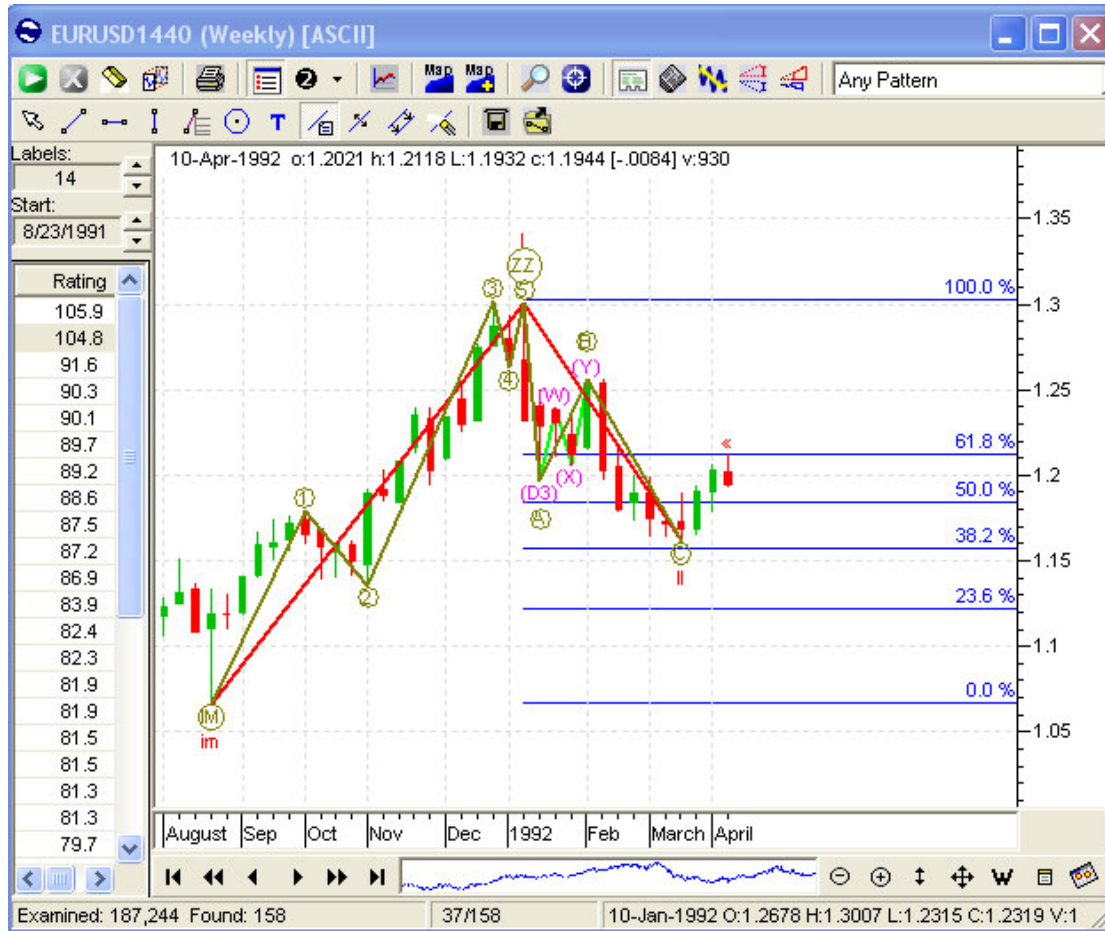 EURUSD1440 (Weekly) [ASCII]
Map Map Any Pattern
T
Labels:
14
Start:
8/23/1991
10-Apr-1992 o:1.2021 h:1.2118 L:1.1932 c:1.1944 [-.0084] v:930
Rating
105.9
104.8
91.6
90.3
90.1
89.7
89.2
88.6
87.5
87.2
86.9
83.9
82.4
82.3
81.9
81.9
81.5
81.5
81.3
81.3
79.7
I
ZZ
3 5
4
1
2
(W)
(Y)
(X)
(D3)
A
C
II
IM
im
100.0 %
61.8 %
50.0 %
38.2 %
23.6 %
0.0 %
1.35
1.3
1.25
1.2
1.15
1.1
1.05
August Sep Oct Nov Dec 1992 Feb March April
W
Examined: 187,244 Found: 158 37/158 10-Jan-1992 O:1.2678 H:1.3007 L:1.2315 C:1.2319 V:1